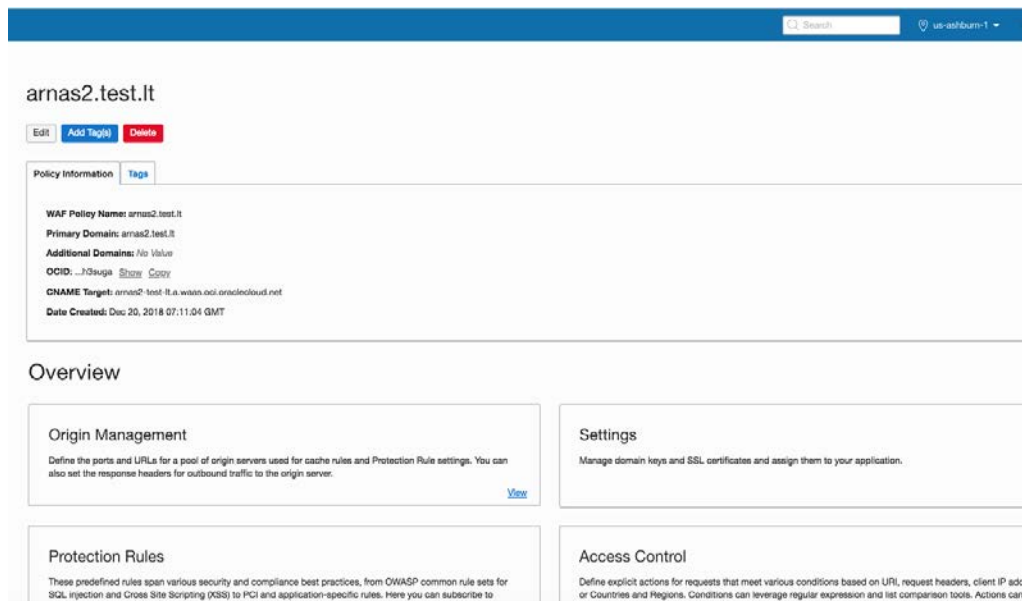 Search
us-ashburn-1
arnas2.test.lt
Edit
Add Tag(s)
Delete
Policy Information
Tags
WAF Policy Name: arnas2.test.lt
Primary Domain: arnas2.test.lt
Additional Domains: No Value
OCID: ...h3suga Show Copy
CNAME Target: arnas2-test-lt.a.waas.oci.oraclecloud.net
Date Created: Dec 20, 2018 07:11:04 GMT
Overview
Origin Management
Define the ports and URLs for a pool of origin servers used for cache rules and Protection Rule settings. You can
also set the response headers for outbound traffic to the origin server.
View
Settings
Manage domain keys and SSL certificates and assign them to your application.
Protection Rules
These predefined rules span various security and compliance best practices, from OWASP common rule sets for
SQL injection and Cross Site Scripting (XSS) to PCI and application-specific rules. Here you can subscribe to
Access Control
Define explicit actions for requests that meet various conditions based on URI, request headers, client IP add
or Countries and Regions. Conditions can leverage regular expression and list comparison tools. Actions can